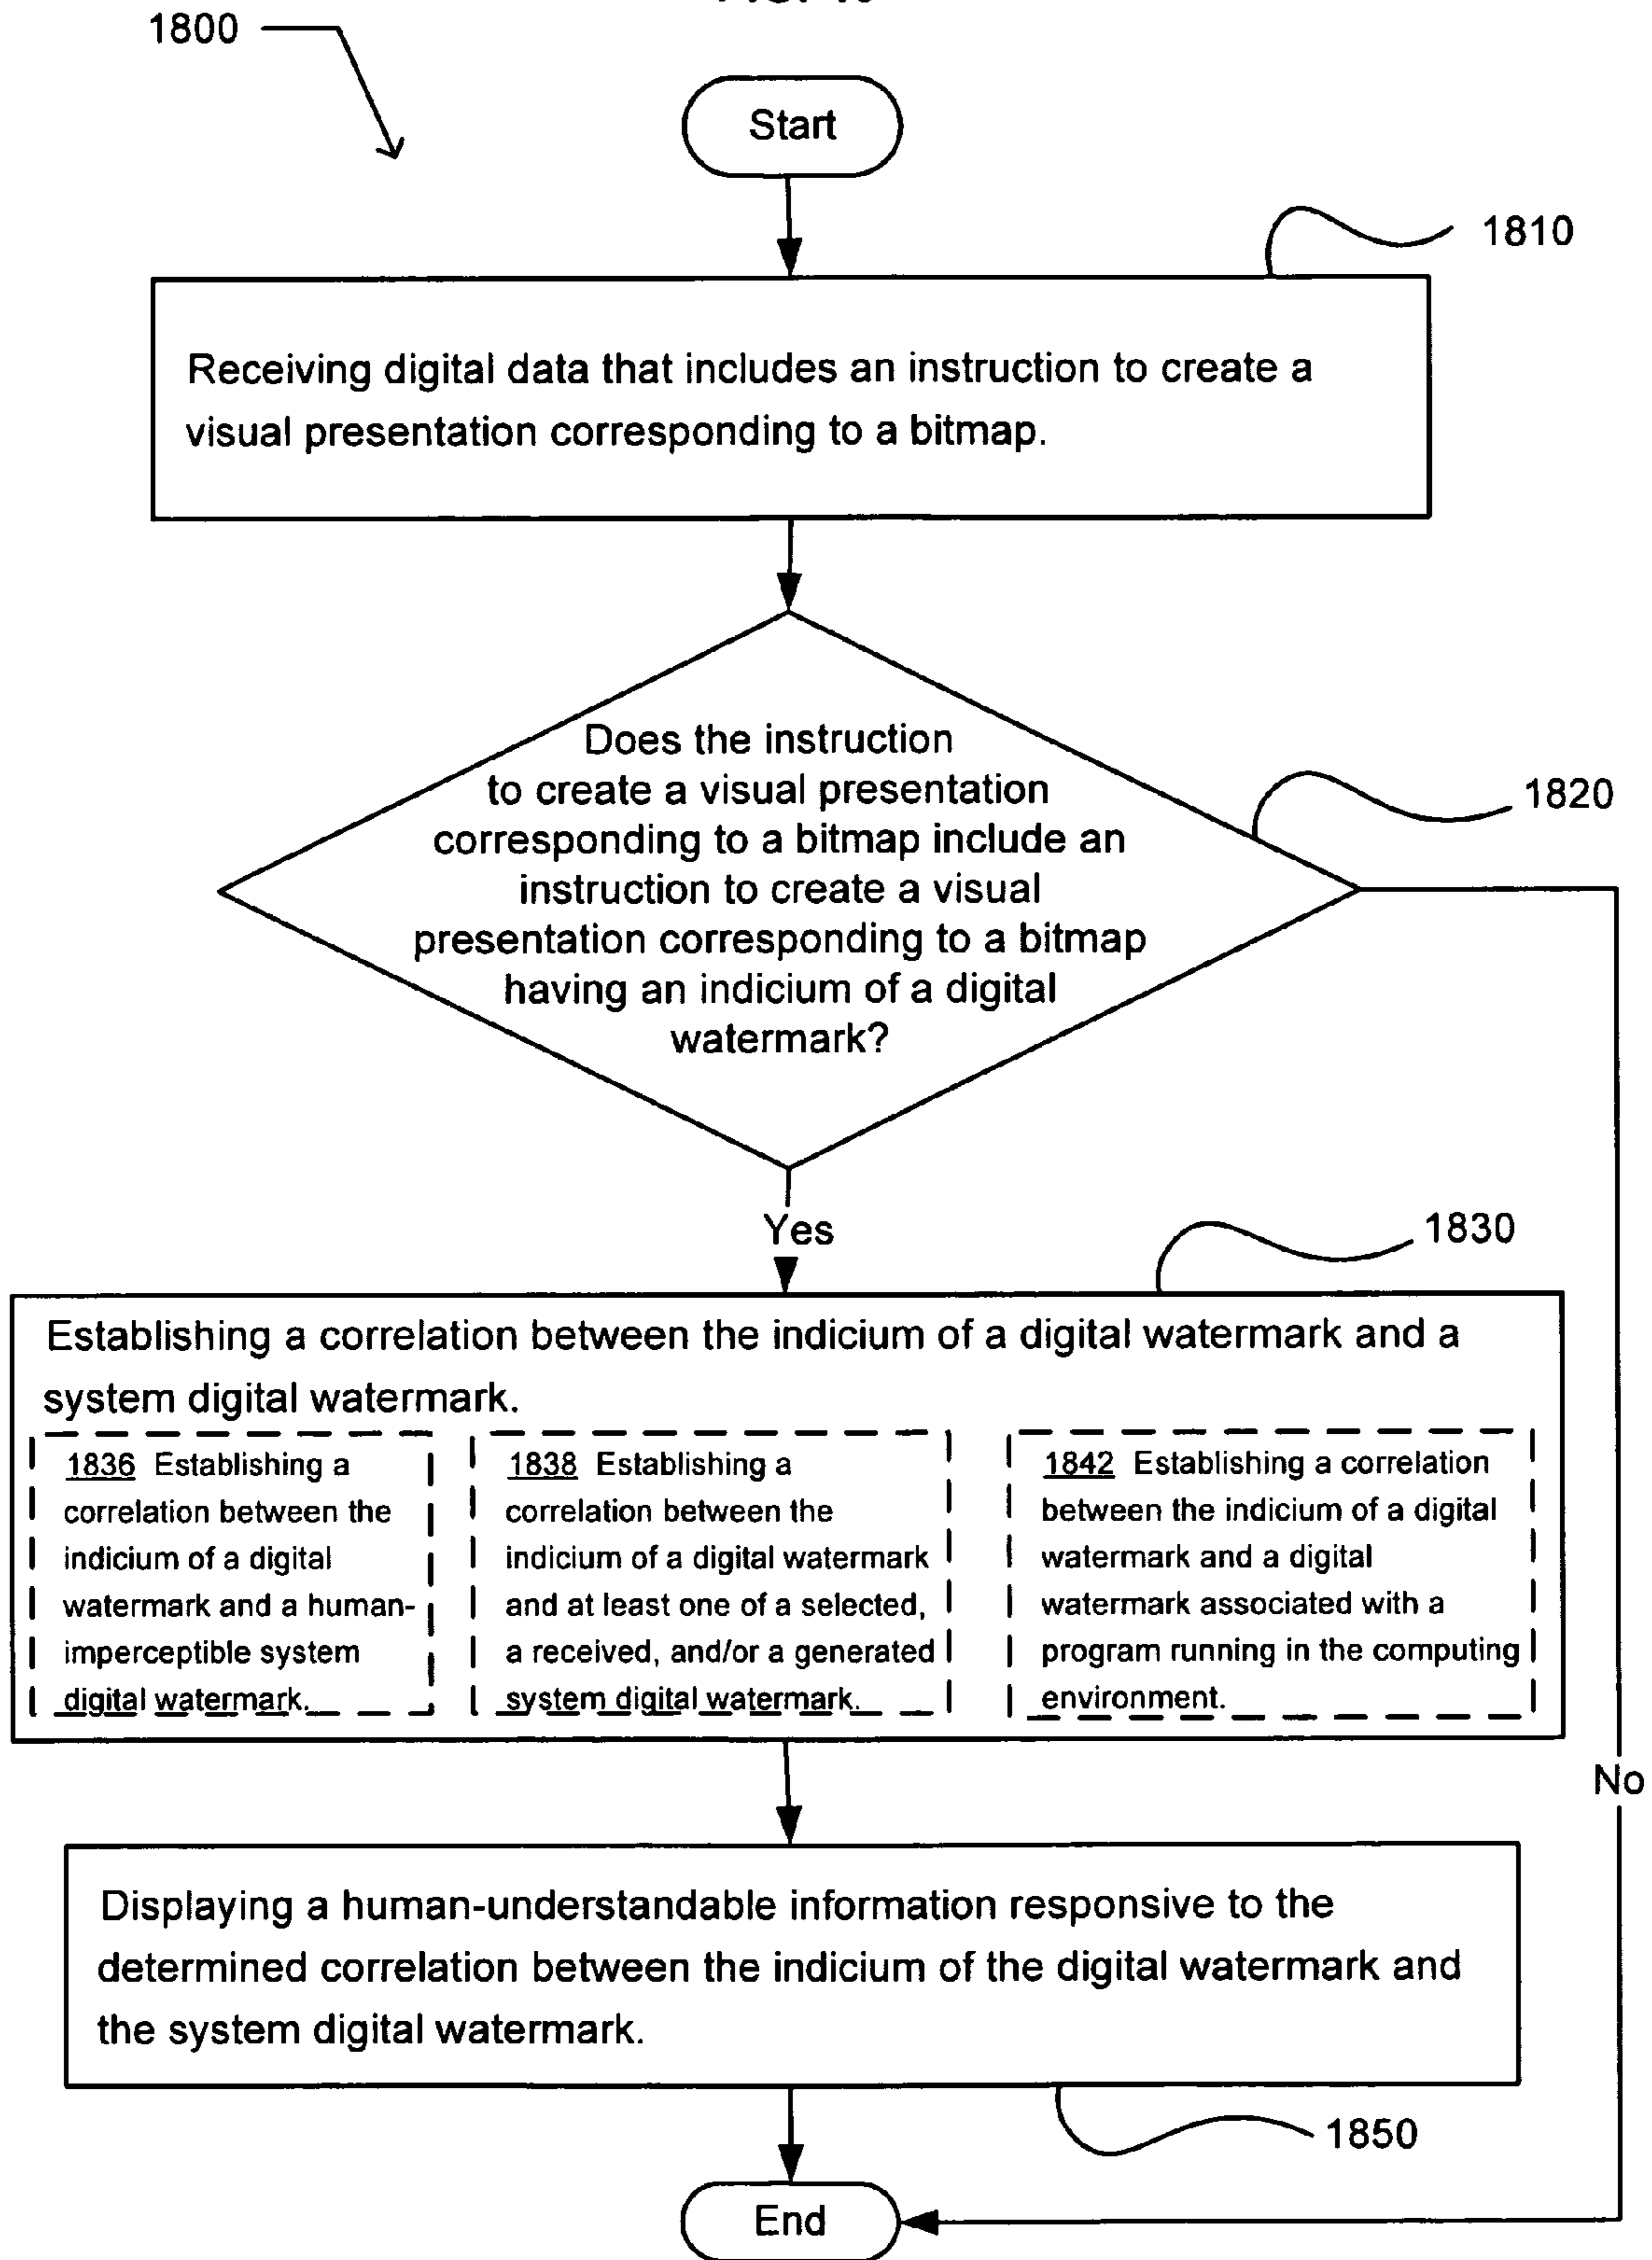 1800
Start
1810
Receiving digital data that includes an instruction to create a
visual presentation corresponding to a bitmap.
Does the instruction
to create a visual presentation
corresponding to a bitmap include an
instruction to create a visual
presentation corresponding to a bitmap
having an indicium of a digital
watermark?
1820
Yes
1830
Establishing a correlation between the indicium of a digital watermark and a
system digital watermark.
1836 Establishing a
correlation between the
indicium of a digital
watermark and a human-
imperceptible system
digital watermark.
1838 Establishing a
correlation between the
indicium of a digital watermark
and at least one of a selected,
a received, and/or a generated
system digital watermark.
1842 Establishing a correlation
between the indicium of a digital
watermark and a digital
watermark associated with a
program running in the computing
environment.
No
Displaying a human-understandable information responsive to the
determined correlation between the indicium of the digital watermark and
the system digital watermark.
1850
End